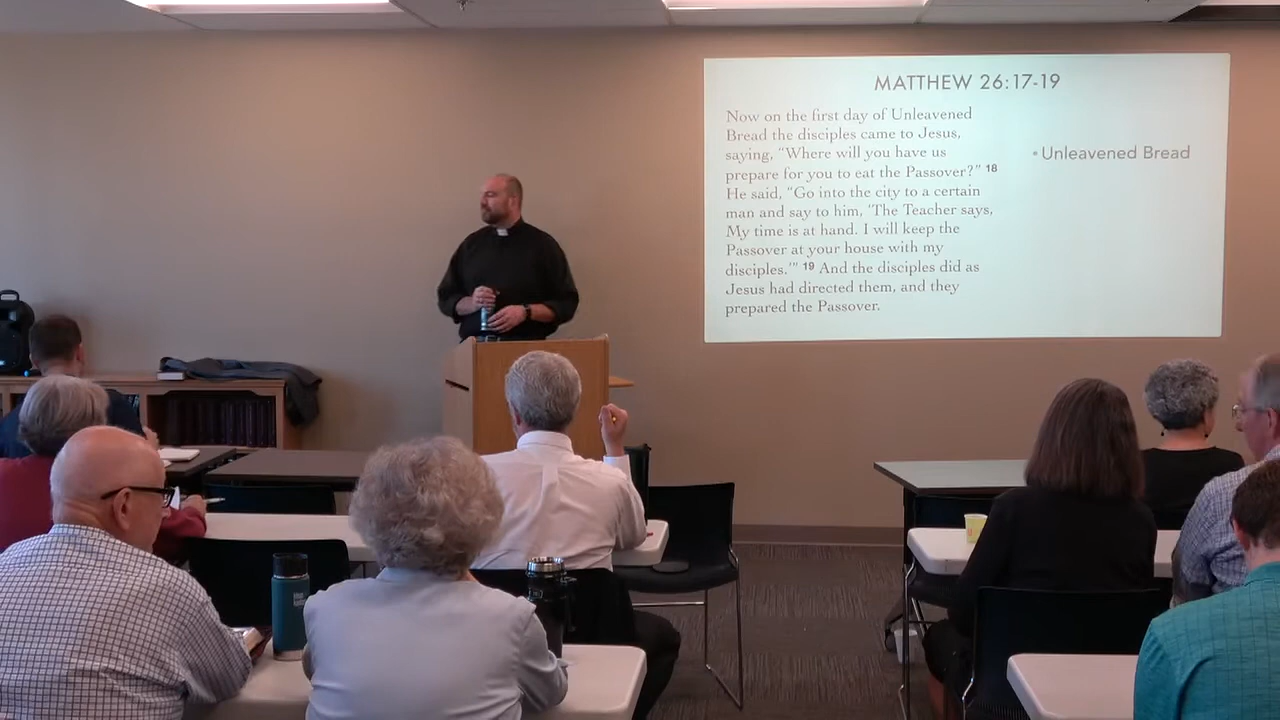 MATTHEW 26:17-19
Now on the first day of Unleavened
Bread the disciples came to Jesus,
saying, “Where will you have us
prepare for you to eat the Passover?” 18
He said, “Go into the city to a certain
man and say to him, ‘The Teacher says,
My time is at hand. I will keep the
Passover at your house with my
disciples.’” 19 And the disciples did as
Jesus had directed them, and they
prepared the Passover.
• Unleavened Bread